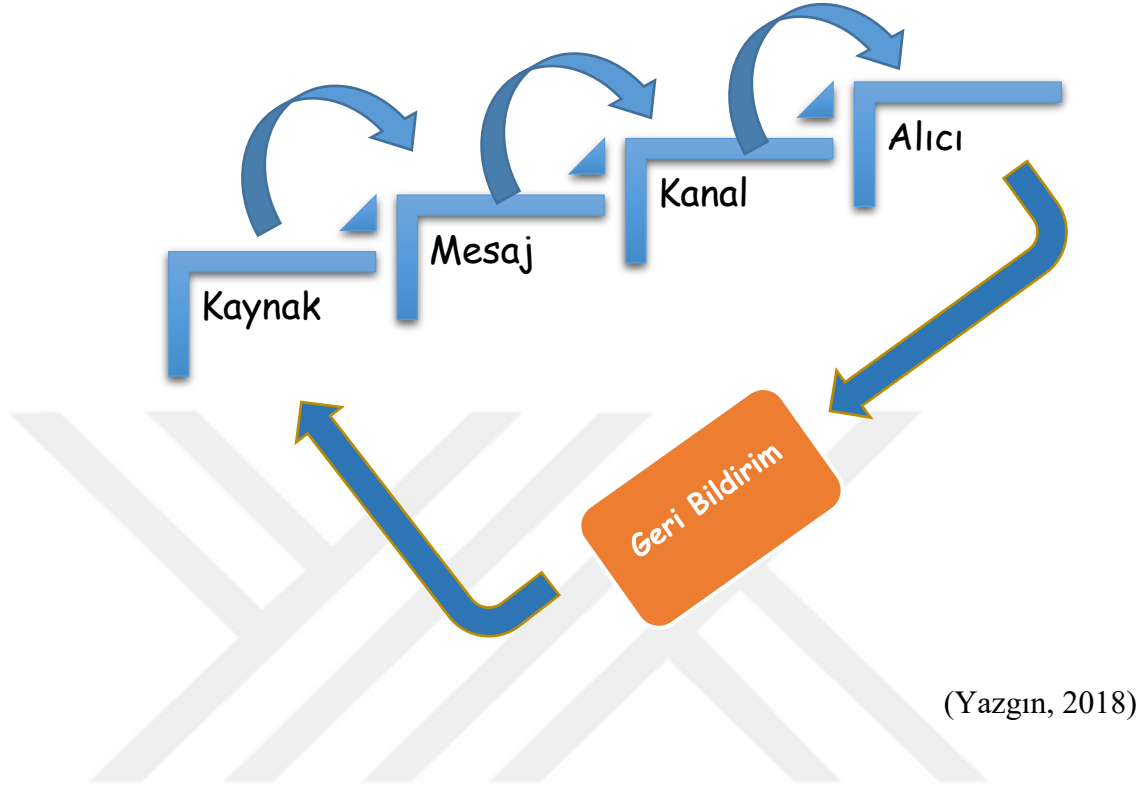 Kaynak
Mesaj
Kanal
Alıcı
Geri Bildirim
(Yazgın, 2018)